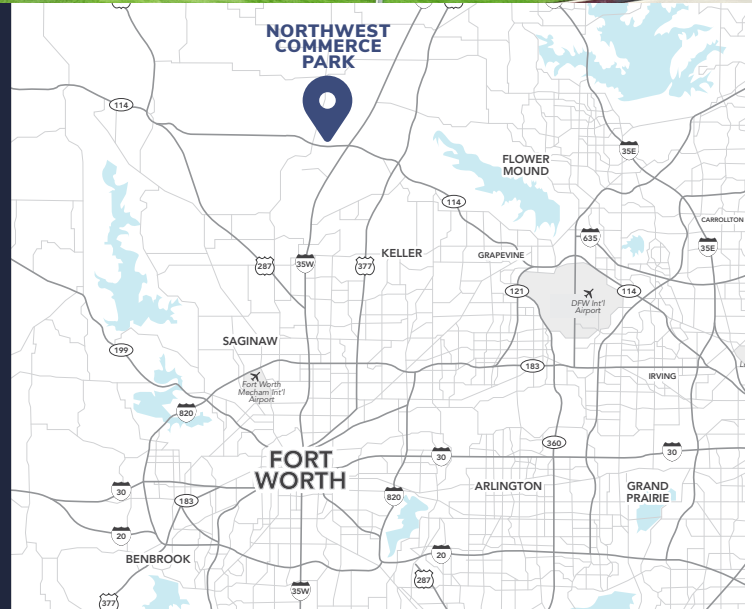 NORTHWEST
COMMERCE
PARK
114
35E
FLOWER
MOUND
114
CARROLLTON
635
35E
KELLER
GRAPEVINE
287
35W
377
121
114
DFW Int'l
Airport
SAGINAW
199
183
IRVING
Fort Worth
Mecham Int'l
Airport
820
360
30
30
FORT
WORTH
ARLINGTON
GRAND
PRAIRIE
30
183
820
20
20
BENBROOK
287
35W
377